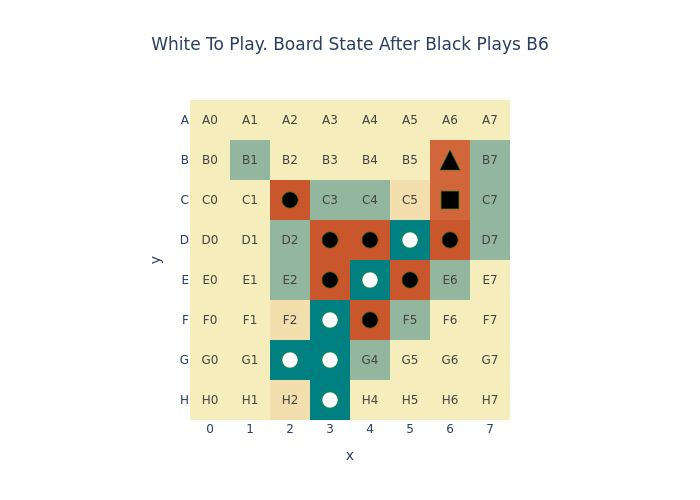 White To Play. Board State After Black Plays B6
A A0 A1 A2 A3 A4 A5 A6 A7
B B0 B1 B2 B3 B4 B5 B7
C C0 C1 C3 C4 C5 C7
D D0 D1 D2 D7
E E0 E1 E2 E6 E7
F F0 F1 F2 F5 F6 F7
G G0 G1 G4 G5 G6 G7
H H0 H1 H2 H4 H5 H6 H7
0 1 2 3 4 5 6 7
x
y